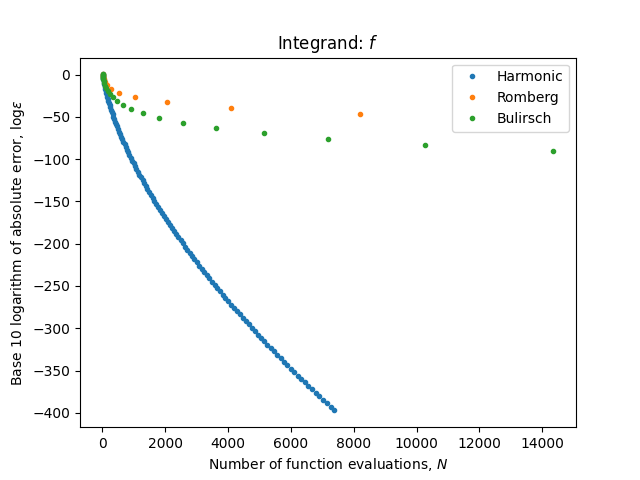 Integrand: f
Harmonic
Romberg
Bulirsch
Base 10 logarithm of absolute error, logε
0
−50
−100
−150
−200
−250
−300
−350
−400
0 2000 4000 6000 8000 10000 12000 14000
Number of function evaluations, N